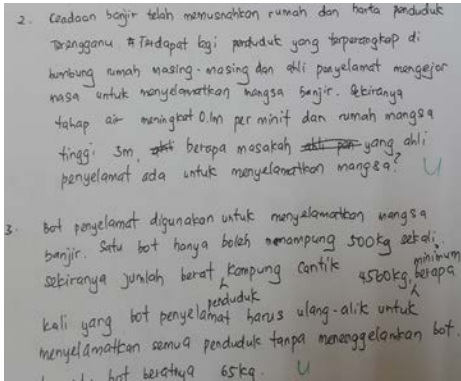 2. Keadaan banjir telah memusnahkan rumah dan harta penduduk
Terengganu. Terdapat lagi penduduk yang terperangkap di
bumbung rumah masing-masing dan ahli penyelamat mengejar
masa untuk menyelamatkan mangsa banjir. Sekiranya
tahap air meningkat 0.1m per minit dan rumah mangsa
tinggi 3m, berapa masakah yang ahli
penyelamat ada untuk menyelamatkan mangsa?
3. Bot penyelamat digunakan untuk menyelamatkan mangsa
banjir. Satu bot hanya boleh menampung 500kg sekali.
sekiranya jumlah berat penduduk Kampung Cantik 4560kg, minimum berapa
kali yang bot penyelamat harus ulang-alik untuk
menyelamatkan semua penduduk tanpa menenggelamkan bot.
bot beratnya 65kg.